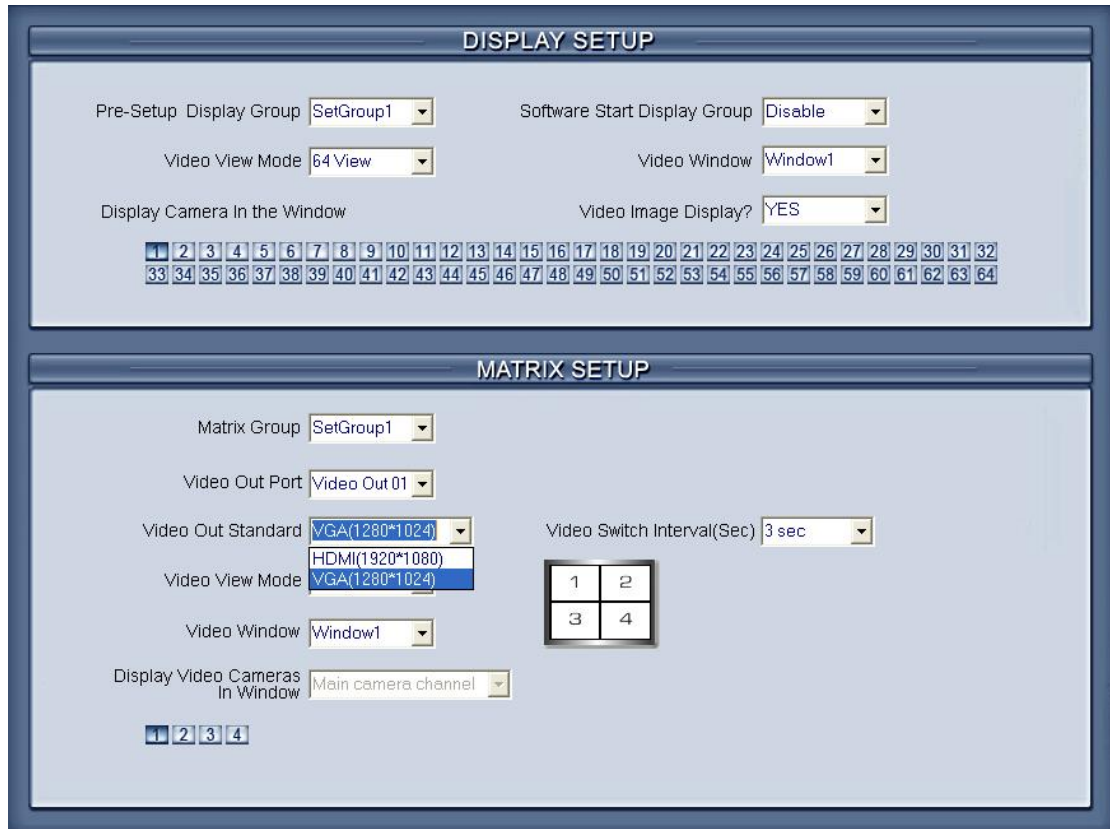 DISPLAY SETUP
Pre-Setup Display Group SetGroup1 Software Start Display Group Disable
Video View Mode 64 View Video Window Window1
Display Camera In the Window Video Image Display? YES
1 2 3 4 5 6 7 8 9 10 11 12 13 14 15 16 17 18 19 20 21 22 23 24 25 26 27 28 29 30 31 32
33 34 35 36 37 38 39 40 41 42 43 44 45 46 47 48 49 50 51 52 53 54 55 56 57 58 59 60 61 62 63 64
MATRIX SETUP
Matrix Group SetGroup1
Video Out Port Video Out 01
Video Out Standard VGA(1280*1024) Video Switch Interval(Sec) 3 sec
HDMI(1920*1080)
Video View Mode VGA(1280*1024)
1 2
3 4
Video Window Window1
Display Video Cameras
In Window Main camera channel
1 2 3 4